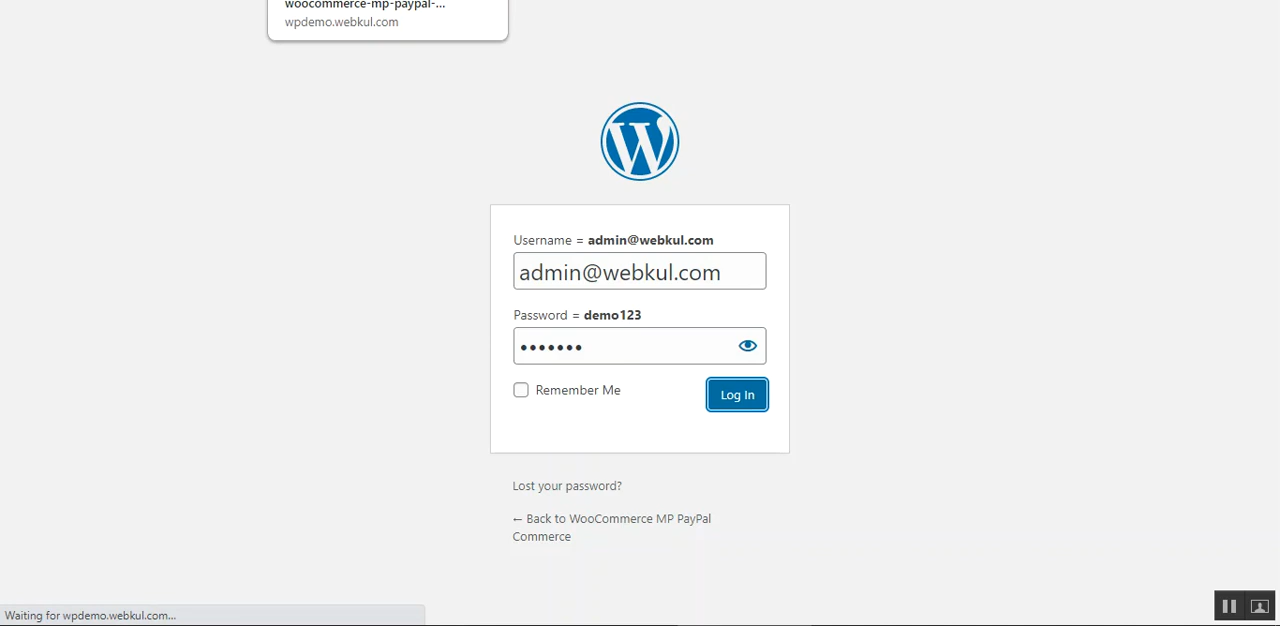 woocommerce-mp-paypal-...
wpdemo.webkul.com
Username = admin@webkul.com
admin@webkul.com
Password = demo123
•••••••
Remember Me
Log In
Lost your password?
← Back to WooCommerce MP PayPal
Commerce
Waiting for wpdemo.webkul.com...